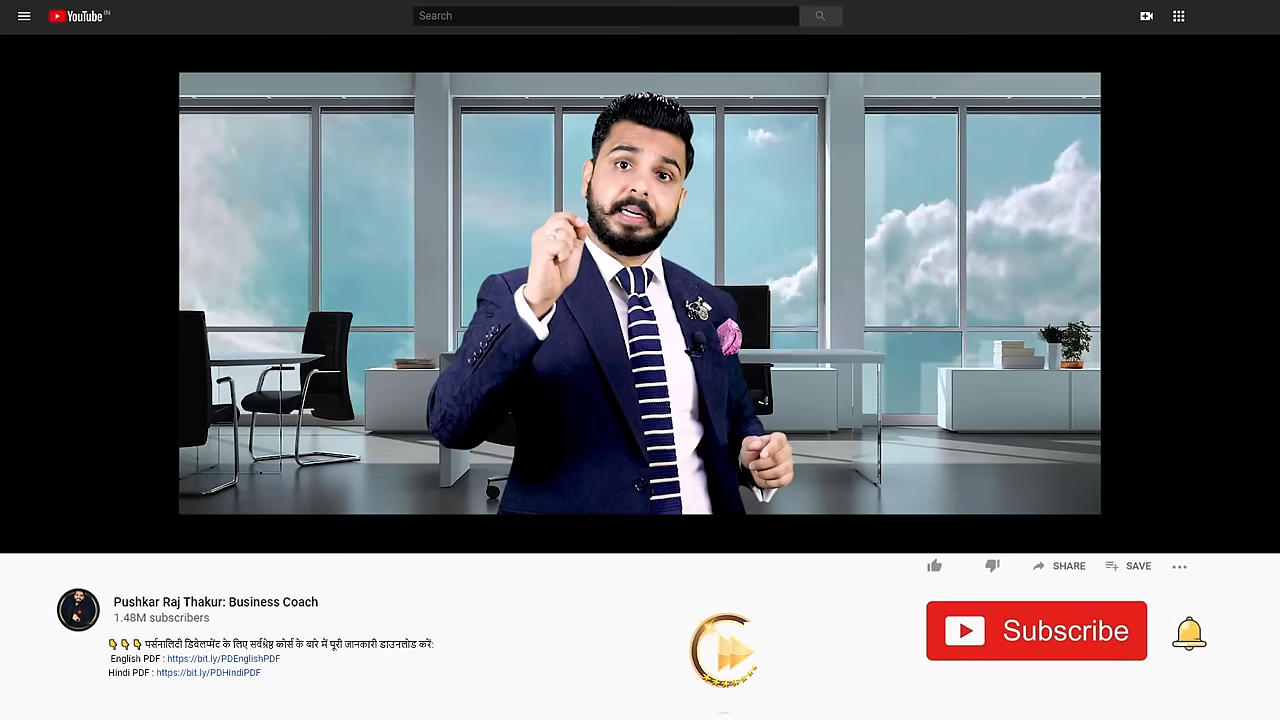 YouTube IN
Search
SHARE
SAVE
Pushkar Raj Thakur: Business Coach
1.48M subscribers
Subscribe
👇 👇 👇 पर्सनालिटी डिवेलप्मेंट के लिए सर्वश्रेष्ठ कोर्स के बारे में पूरी जानकारी डाउनलोड करें:
English PDF : https://bit.ly/PDEnglishPDF
Hindi PDF : https://bit.ly/PDHindiPDF